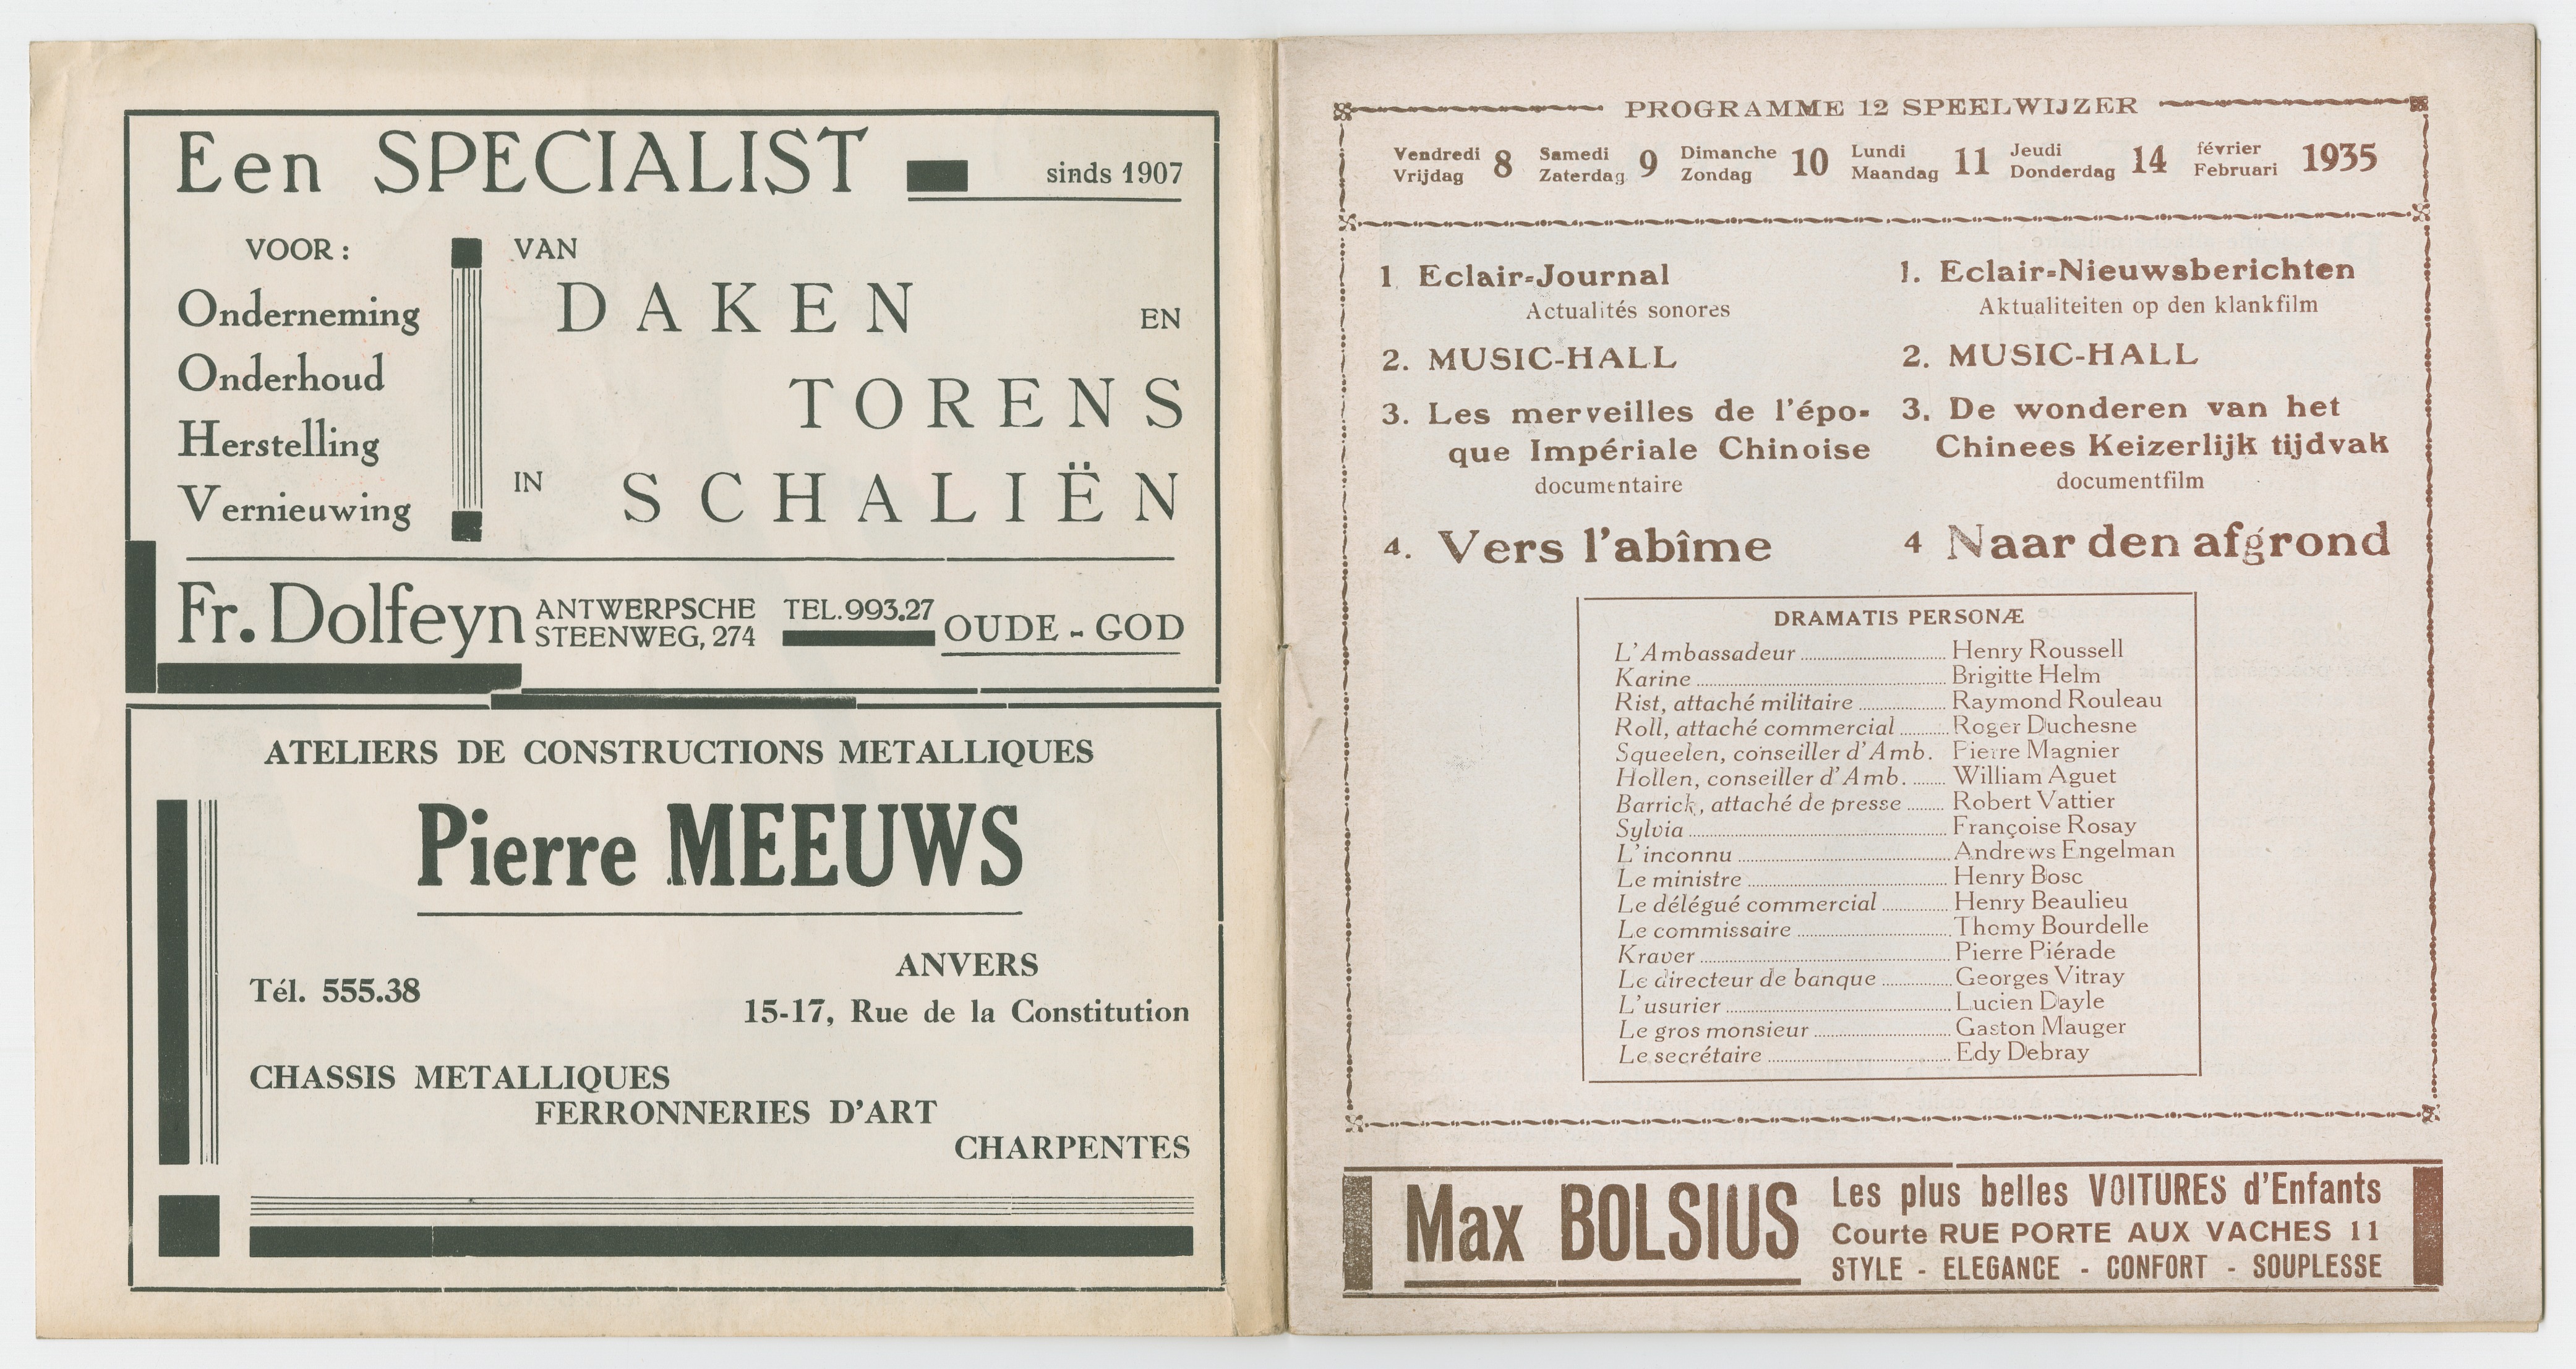 Een SPECIALIST
sinds 1907
VOOR :
Onderneming
Onderhoud
Herstelling
Vernieuwing
VAN
DAKEN
EN
TORENS
IN SCHALIËN
Fr. Dolfeyn
ANTWERPSCHE
STEENWEG, 274
TEL. 993.27
OUDE - GOD
ATELIERS DE CONSTRUCTIONS METALLIQUES
Pierre MEEUWS
Tél. 555.38
ANVERS
15-17, Rue de la Constitution
CHASSIS METALLIQUES
FERRONNERIES D'ART
CHARPENTES
PROGRAMME 12 SPEELWIJZER
Vendredi
Vrijdag
8
Samedi
Zaterdag
9
Dimanche
Zondag
10
Lundi
Maandag
11
Jeudi
Donderdag
14
février
Februari
1935
1. Eclair-Journal
Actualités sonores
2. MUSIC-HALL
3. Les merveilles de l'épo-
que Impériale Chinoise
documentaire
4. Vers l'abîme
1. Eclair-Nieuwsberichten
Aktualiteiten op den klankfilm
2. MUSIC-HALL
3. De wonderen van het
Chinees Keizerlijk tijdvak
documentfilm
4 Naar den afgrond
DRAMATIS PERSONÆ
L'Ambassadeur ........ Henry Roussell
Karine ........ Brigitte Helm
Rist, attaché militaire ........ Raymond Rouleau
Roll, attaché commercial ........ Roger Duchesne
Squeelen, conseiller d'Amb. Pierre Magnier
Hollen, conseiller d'Amb. ........ William Aguet
Barrick, attaché de presse ........ Robert Vattier
Sylvia ........ Françoise Rosay
L'inconnu ........ Andrews Engelman
Le ministre ........ Henry Bosc
Le délégué commercial ........ Henry Beaulieu
Le commissaire ........ Thomy Bourdelle
Kraver ........ Pierre Piérade
Le directeur de banque ........ Georges Vitray
L'usurier ........ Lucien Dayle
Le gros monsieur ........ Gaston Mauger
Le secrétaire ........ Edy Debray
Max BOLSIUS
Les plus belles VOITURES d'Enfants
Courte RUE PORTE AUX VACHES 11
STYLE - ELEGANCE - CONFORT - SOUPLESSE